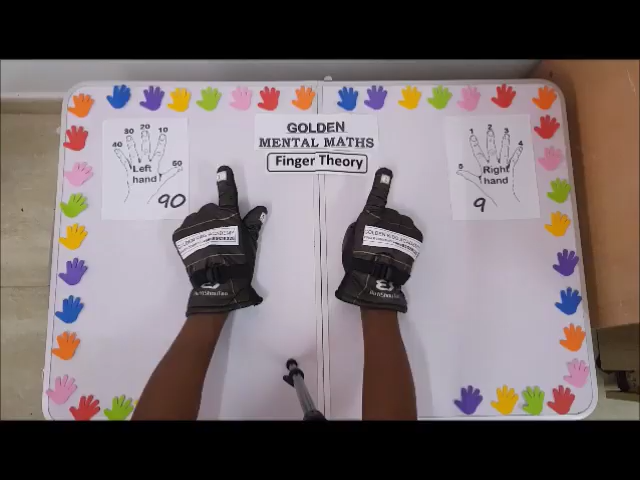 GOLDEN
MENTAL MATHS
Finger Theory
40 30 20 10
50
Left
hand
90
1 2 3 4
5
Right
hand
9